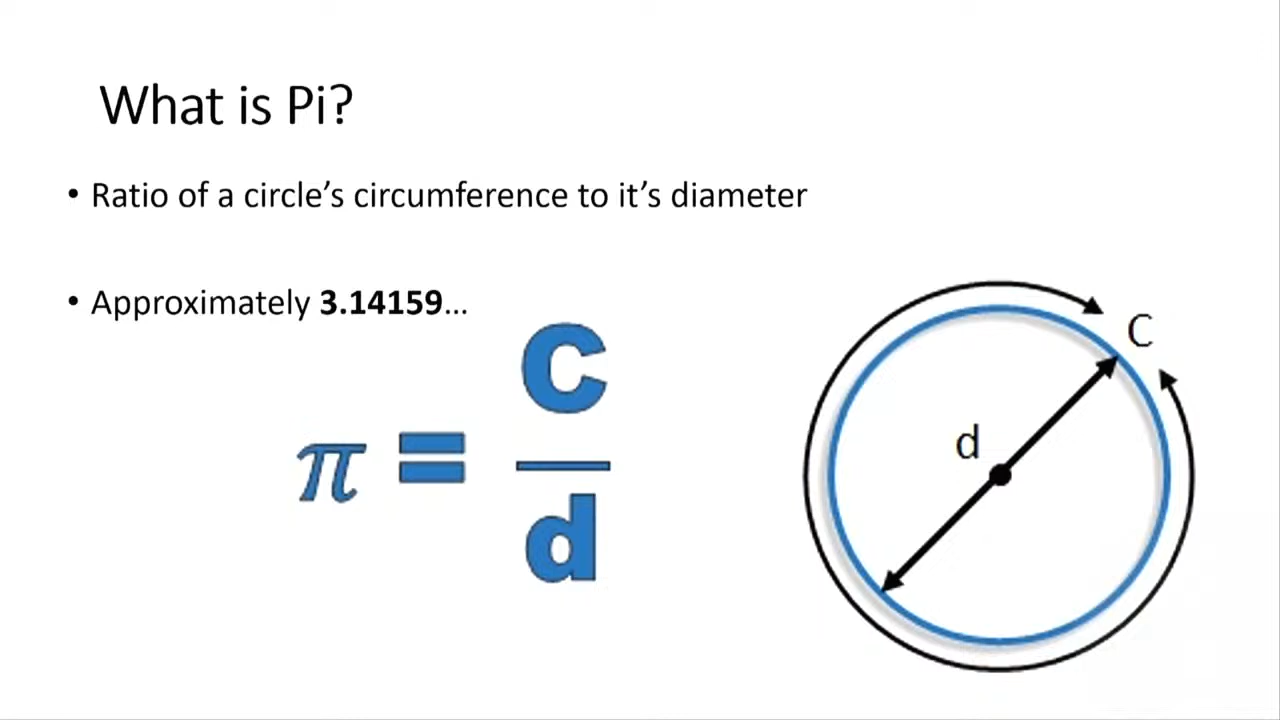 What is Pi?
• Ratio of a circle’s circumference to it’s diameter
• Approximately 3.14159...
π = C
d
C
d